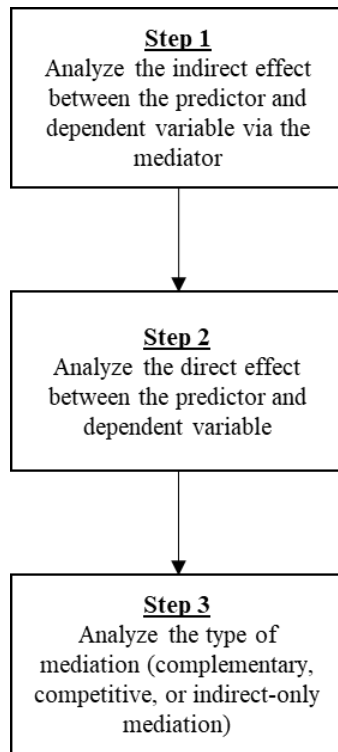 Step 1
Analyze the indirect effect
between the predictor and
dependent variable via the
mediator
Step 2
Analyze the direct effect
between the predictor and
dependent variable
Step 3
Analyze the type of
mediation (complementary,
competitive, or indirect-only
mediation)